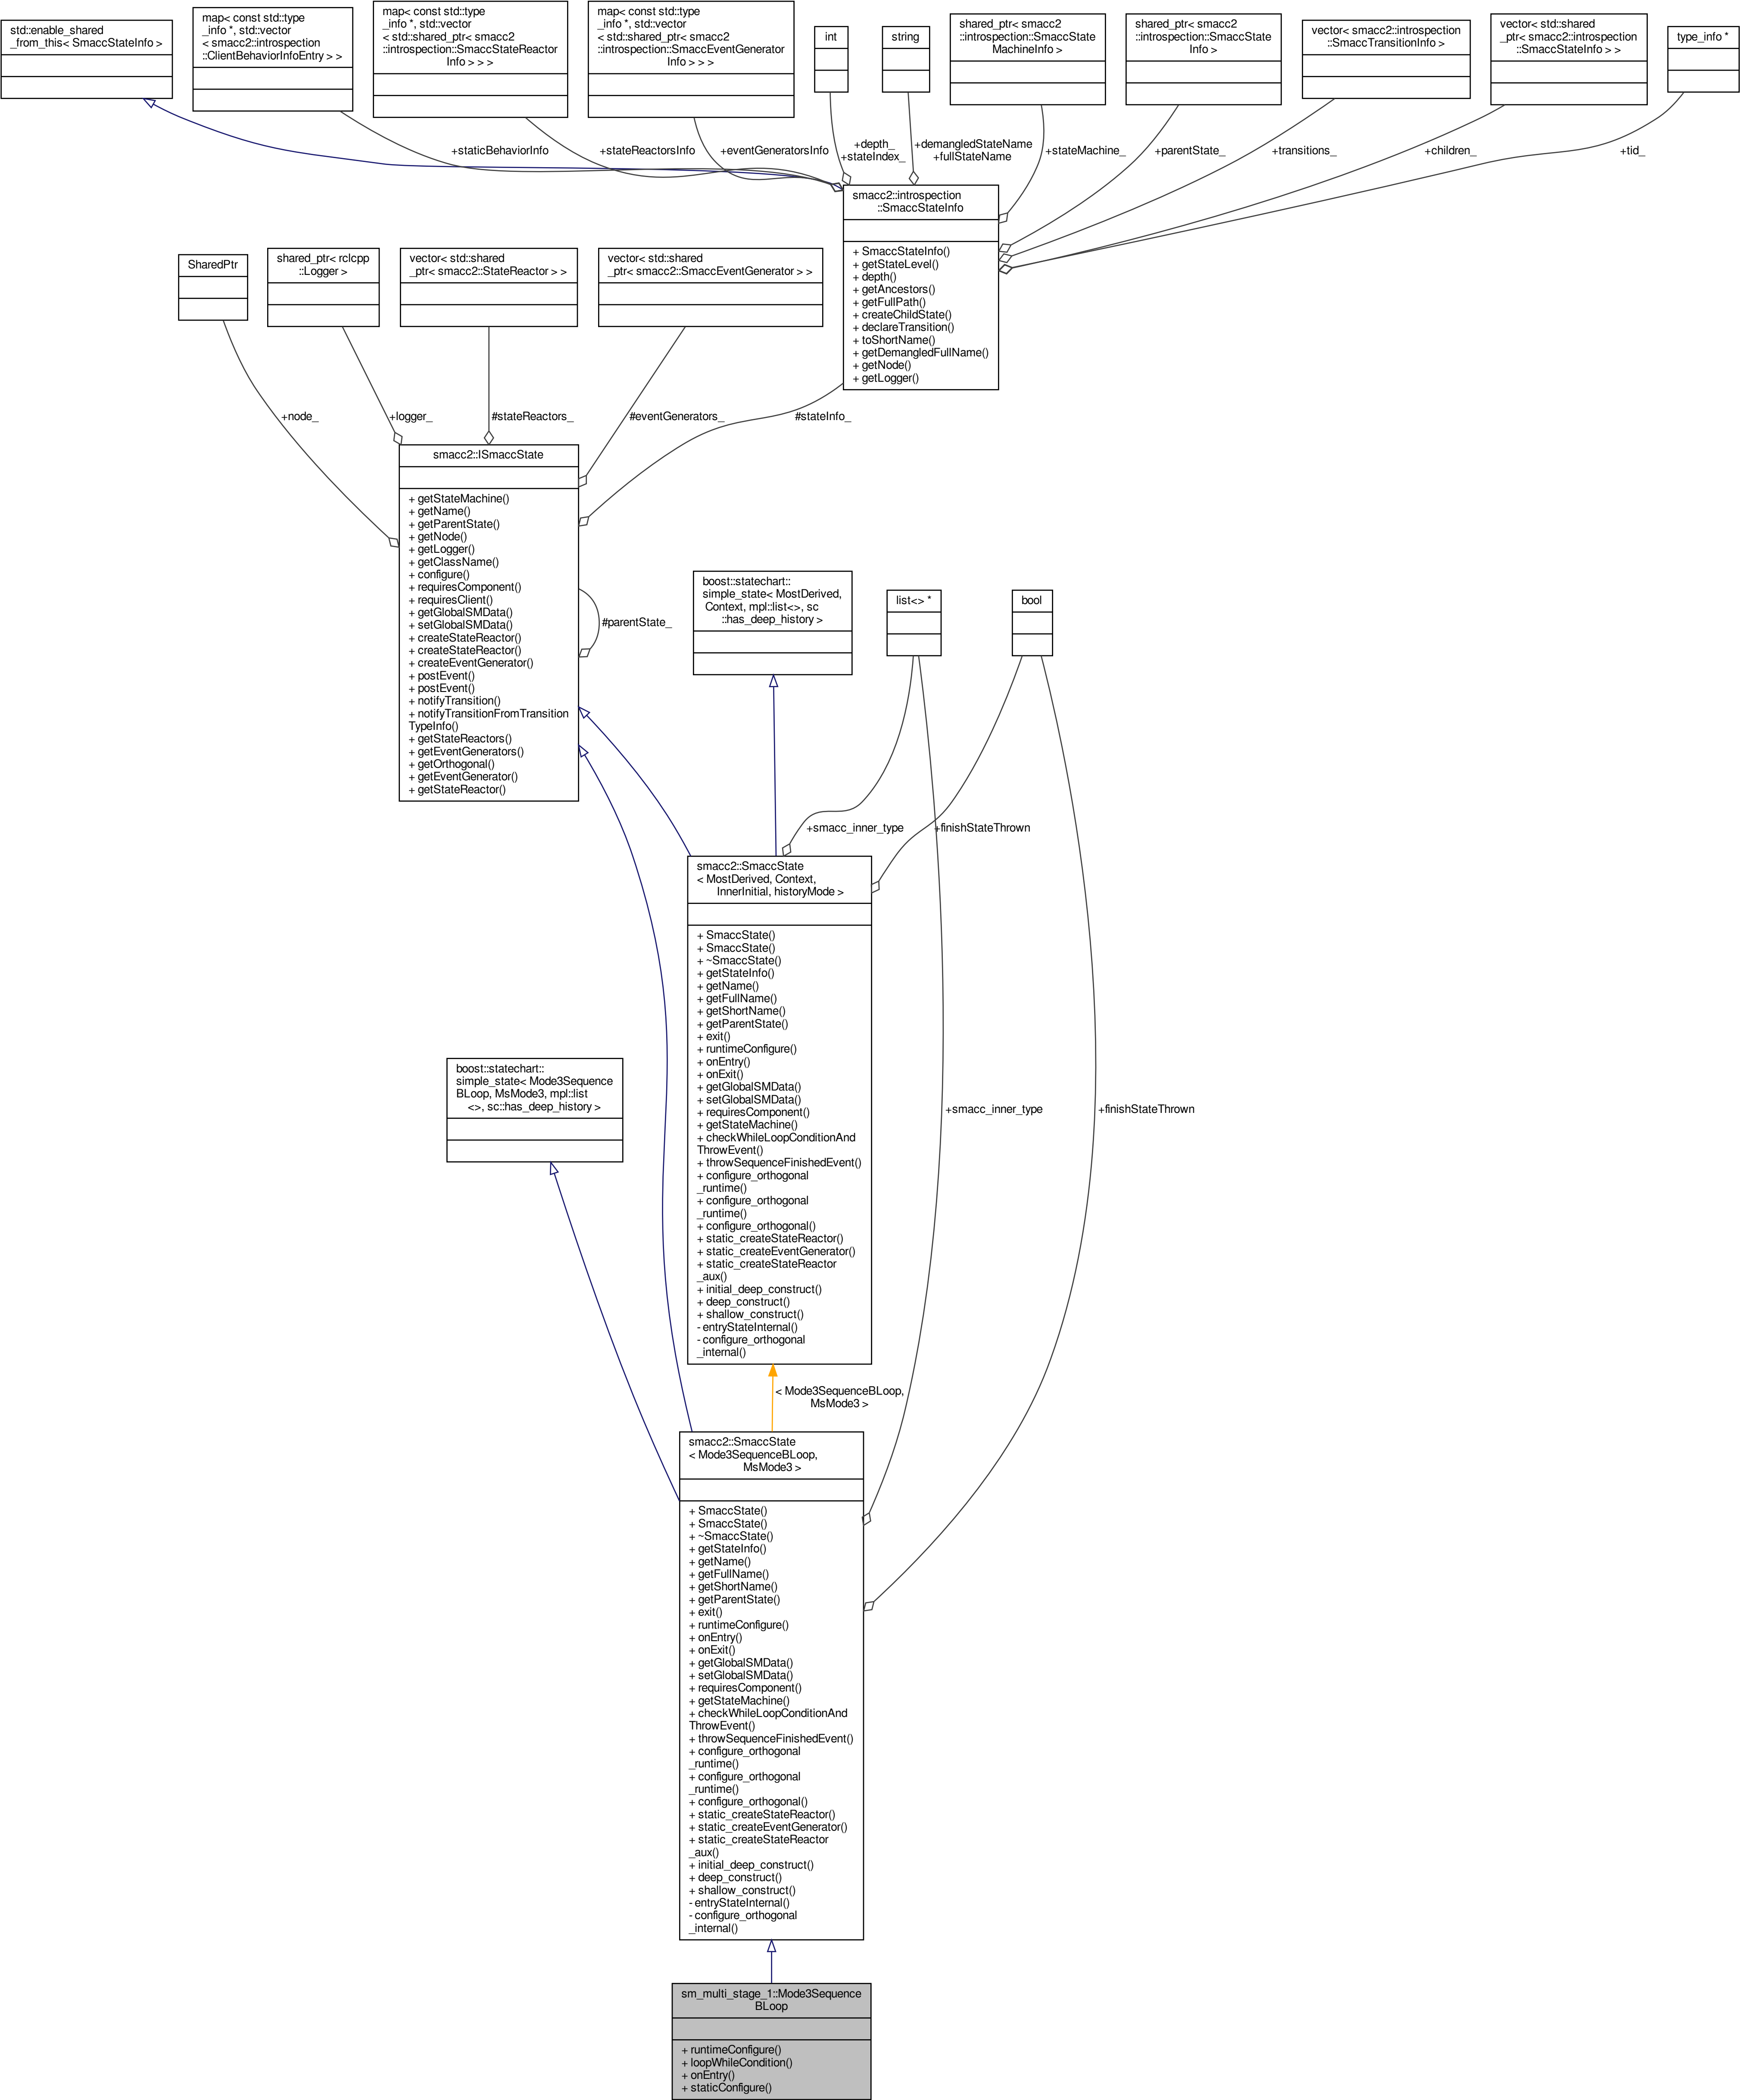 std::enable_shared
_from_this< SmaccStateInfo >
map< const std::type
_info *, std::vector
< smacc2::introspection
::ClientBehaviorInfoEntry > >
map< const std::type
_info *, std::vector
< std::shared_ptr< smacc2
::introspection::SmaccStateReactor
Info > > >
map< const std::type
_info *, std::vector
< std::shared_ptr< smacc2
::introspection::SmaccEventGenerator
Info > > >
int
string
shared_ptr< smacc2
::introspection::SmaccState
MachineInfo >
shared_ptr< smacc2
::introspection::SmaccState
Info >
vector< smacc2::introspection
::SmaccTransitionInfo >
vector< std::shared
_ptr< smacc2::introspection
::SmaccStateInfo > >
type_info *
+staticBehaviorInfo
+stateReactorsInfo
+eventGeneratorsInfo
+depth_
+stateIndex_
+demangledStateName
+fullStateName
+stateMachine_
+parentState_
+transitions_
+children_
+tid_
smacc2::introspection
::SmaccStateInfo
+ SmaccStateInfo()
+ getStateLevel()
+ depth()
+ getAncestors()
+ getFullPath()
+ createChildState()
+ declareTransition()
+ toShortName()
+ getDemangledFullName()
+ getNode()
+ getLogger()
SharedPtr
shared_ptr< rclcpp
::Logger >
vector< std::shared
_ptr< smacc2::StateReactor > >
vector< std::shared
_ptr< smacc2::SmaccEventGenerator > >
+node_
+logger_
#stateReactors_
#eventGenerators_
#stateInfo_
smacc2::ISmaccState
+ getStateMachine()
+ getName()
+ getParentState()
+ getNode()
+ getLogger()
+ getClassName()
+ configure()
+ requiresComponent()
+ requiresClient()
+ getGlobalSMData()
+ setGlobalSMData()
+ createStateReactor()
+ createStateReactor()
+ createEventGenerator()
+ postEvent()
+ postEvent()
+ notifyTransition()
+ notifyTransitionFromTransition
TypeInfo()
+ getStateReactors()
+ getEventGenerators()
+ getOrthogonal()
+ getEventGenerator()
+ getStateReactor()
#parentState_
boost::statechart::
simple_state< MostDerived,
Context, mpl::list<>, sc
::has_deep_history >
list<> *
bool
+smacc_inner_type
+finishStateThrown
smacc2::SmaccState
< MostDerived, Context,
InnerInitial, historyMode >
+ SmaccState()
+ SmaccState()
+ ~SmaccState()
+ getStateInfo()
+ getName()
+ getFullName()
+ getShortName()
+ getParentState()
+ exit()
+ runtimeConfigure()
+ onEntry()
+ onExit()
+ getGlobalSMData()
+ setGlobalSMData()
+ requiresComponent()
+ getStateMachine()
+ checkWhileLoopConditionAnd
ThrowEvent()
+ throwSequenceFinishedEvent()
+ configure_orthogonal
_runtime()
+ configure_orthogonal
_runtime()
+ configure_orthogonal()
+ static_createStateReactor()
+ static_createEventGenerator()
+ static_createStateReactor
_aux()
+ initial_deep_construct()
+ deep_construct()
+ shallow_construct()
- entryStateInternal()
- configure_orthogonal
_internal()
boost::statechart::
simple_state< Mode3Sequence
BLoop, MsMode3, mpl::list
<>, sc::has_deep_history >
+smacc_inner_type
+finishStateThrown
< Mode3SequenceBLoop,
MsMode3 >
smacc2::SmaccState
< Mode3SequenceBLoop,
MsMode3 >
+ SmaccState()
+ SmaccState()
+ ~SmaccState()
+ getStateInfo()
+ getName()
+ getFullName()
+ getShortName()
+ getParentState()
+ exit()
+ runtimeConfigure()
+ onEntry()
+ onExit()
+ getGlobalSMData()
+ setGlobalSMData()
+ requiresComponent()
+ getStateMachine()
+ checkWhileLoopConditionAnd
ThrowEvent()
+ throwSequenceFinishedEvent()
+ configure_orthogonal
_runtime()
+ configure_orthogonal
_runtime()
+ configure_orthogonal()
+ static_createStateReactor()
+ static_createEventGenerator()
+ static_createStateReactor
_aux()
+ initial_deep_construct()
+ deep_construct()
+ shallow_construct()
- entryStateInternal()
- configure_orthogonal
_internal()
sm_multi_stage_1::Mode3Sequence
BLoop
+ runtimeConfigure()
+ loopWhileCondition()
+ onEntry()
+ staticConfigure()